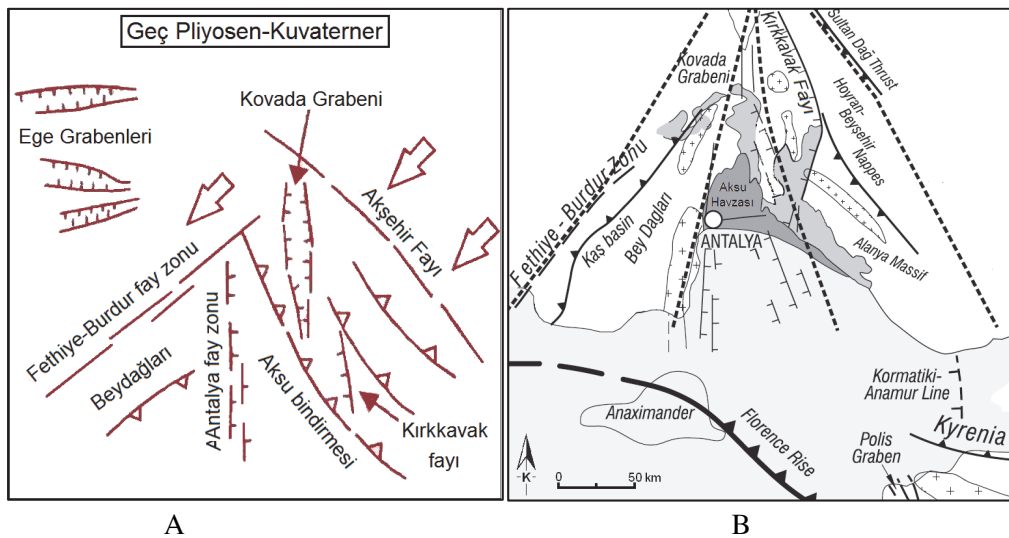 Geç Pliyosen-Kuvaterner
Kovada Grabeni
Ege Grabenleri
Akşehir Fayı
Fethiye-Burdur fay zonu
Beydağları
AAntalya fay zonu
Aksu bindirmesi
Kırkkavak
fayı
A
Kovada
Grabeni
Kırkkavak
Fayı
Sultan Dağ Thrust
Hoyran-
Beyşehir
Nappes
Fethiye - Burdur Zonu
Kaş basin
Bey Dagları
Aksu
Havzası
ANTALYA
Alanya Massif
Kormatiki-
Anamur Line
Anaximander
Florence Rise
Kyrenia
Polis
Graben
K
0 50 km
B